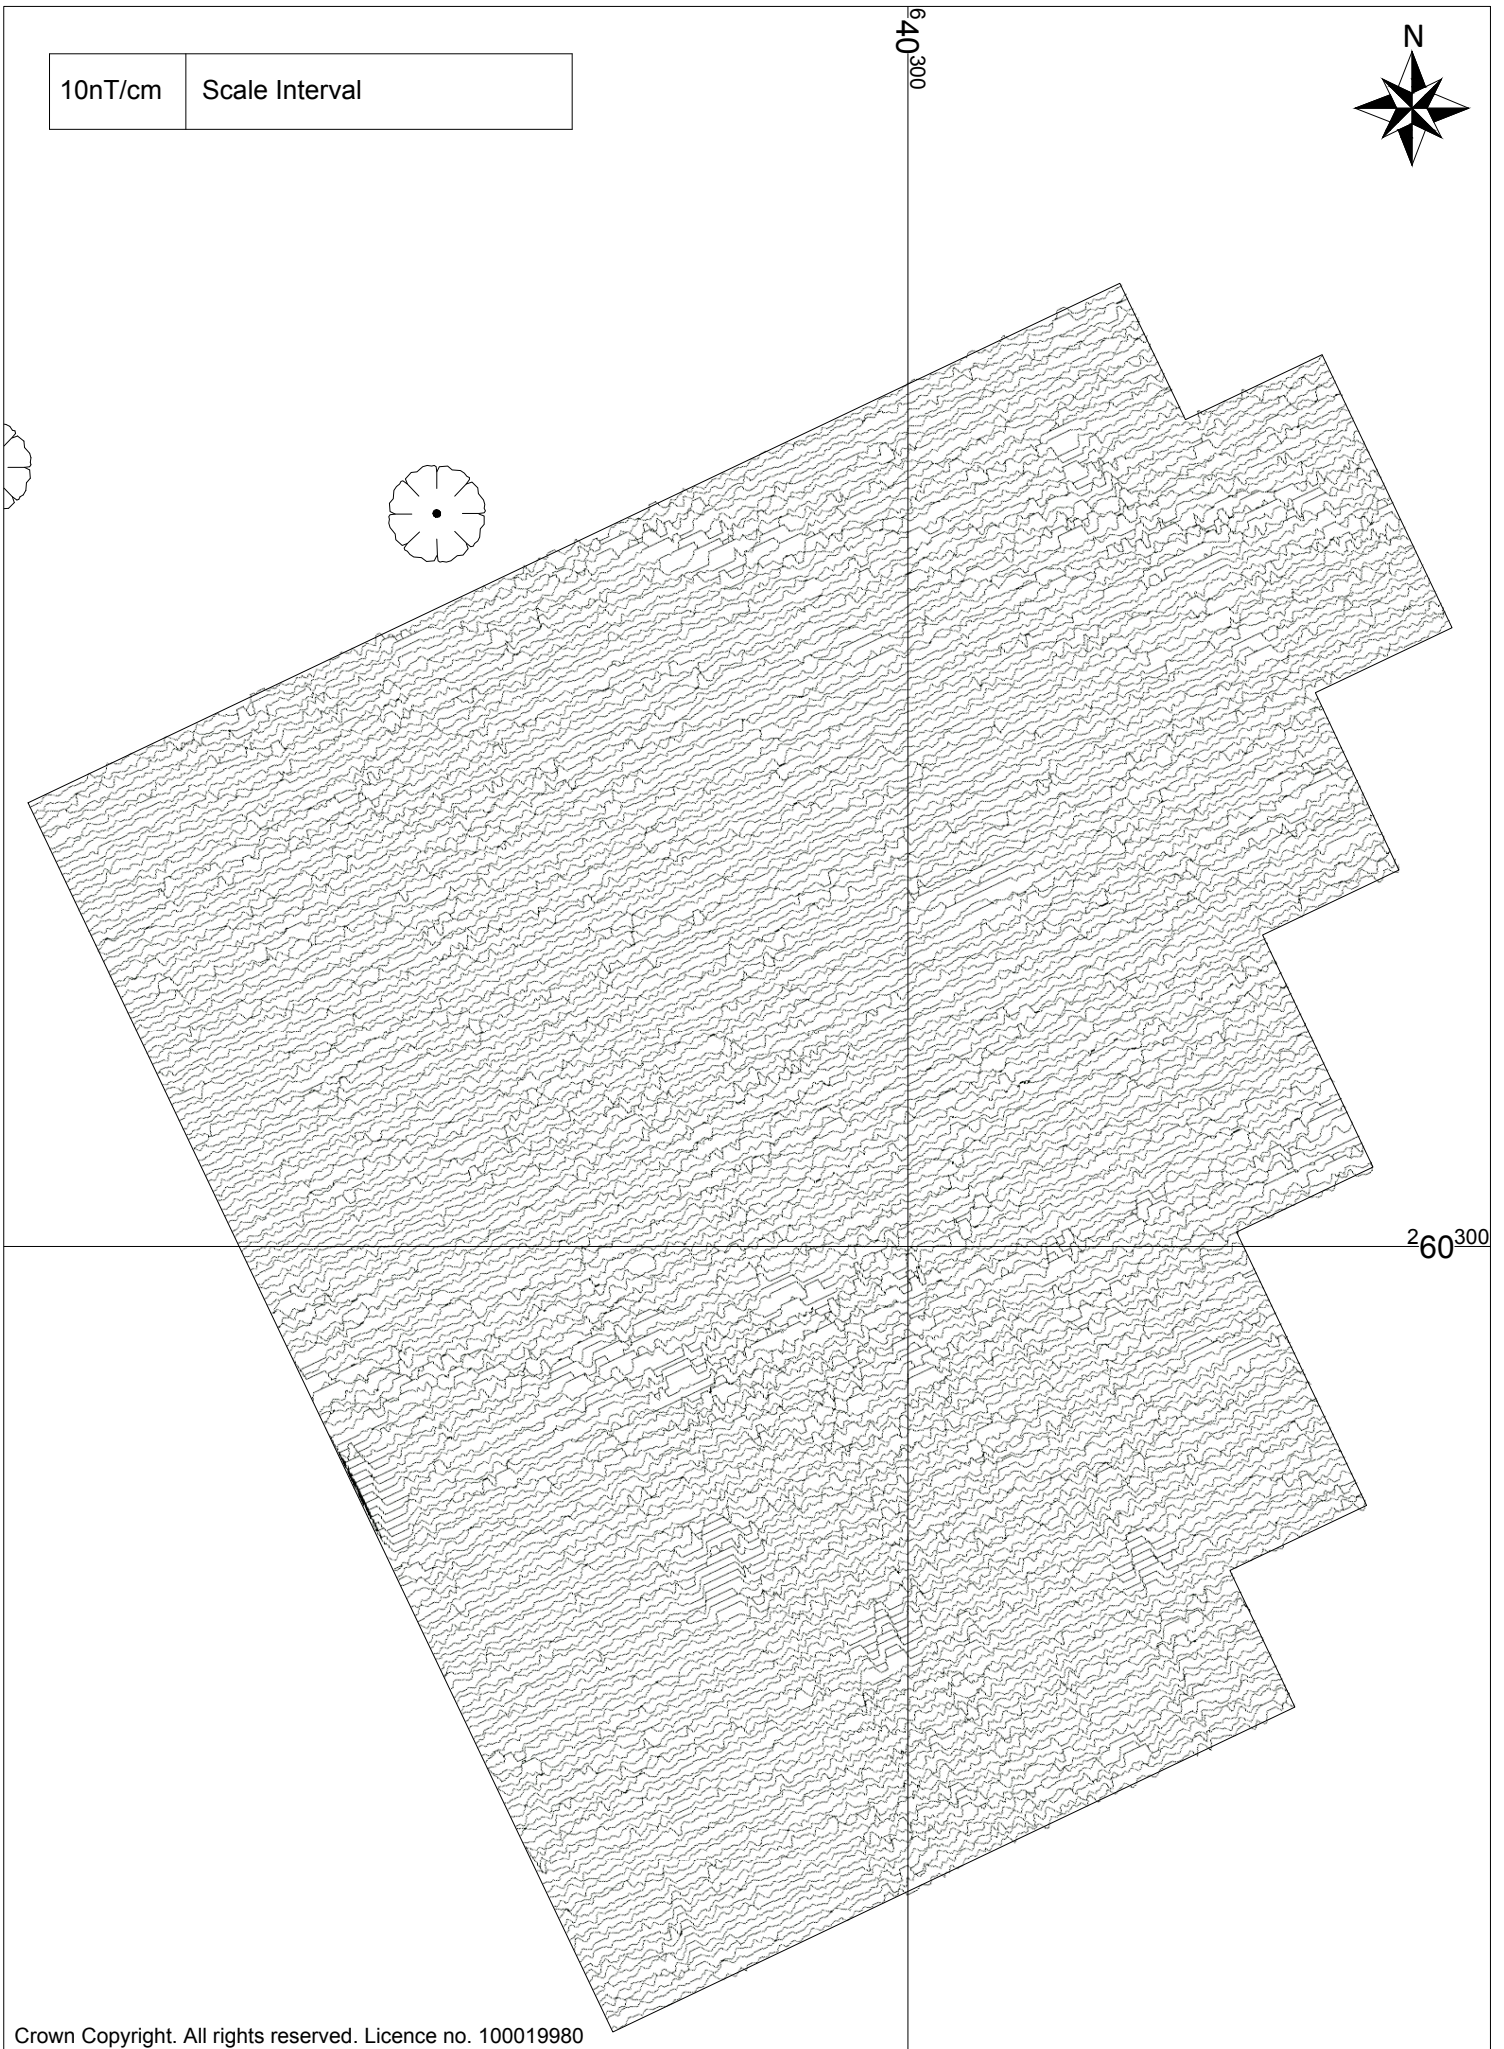 10nT/cm Scale Interval
640300
N
260300
Crown Copyright. All rights reserved. Licence no. 100019980